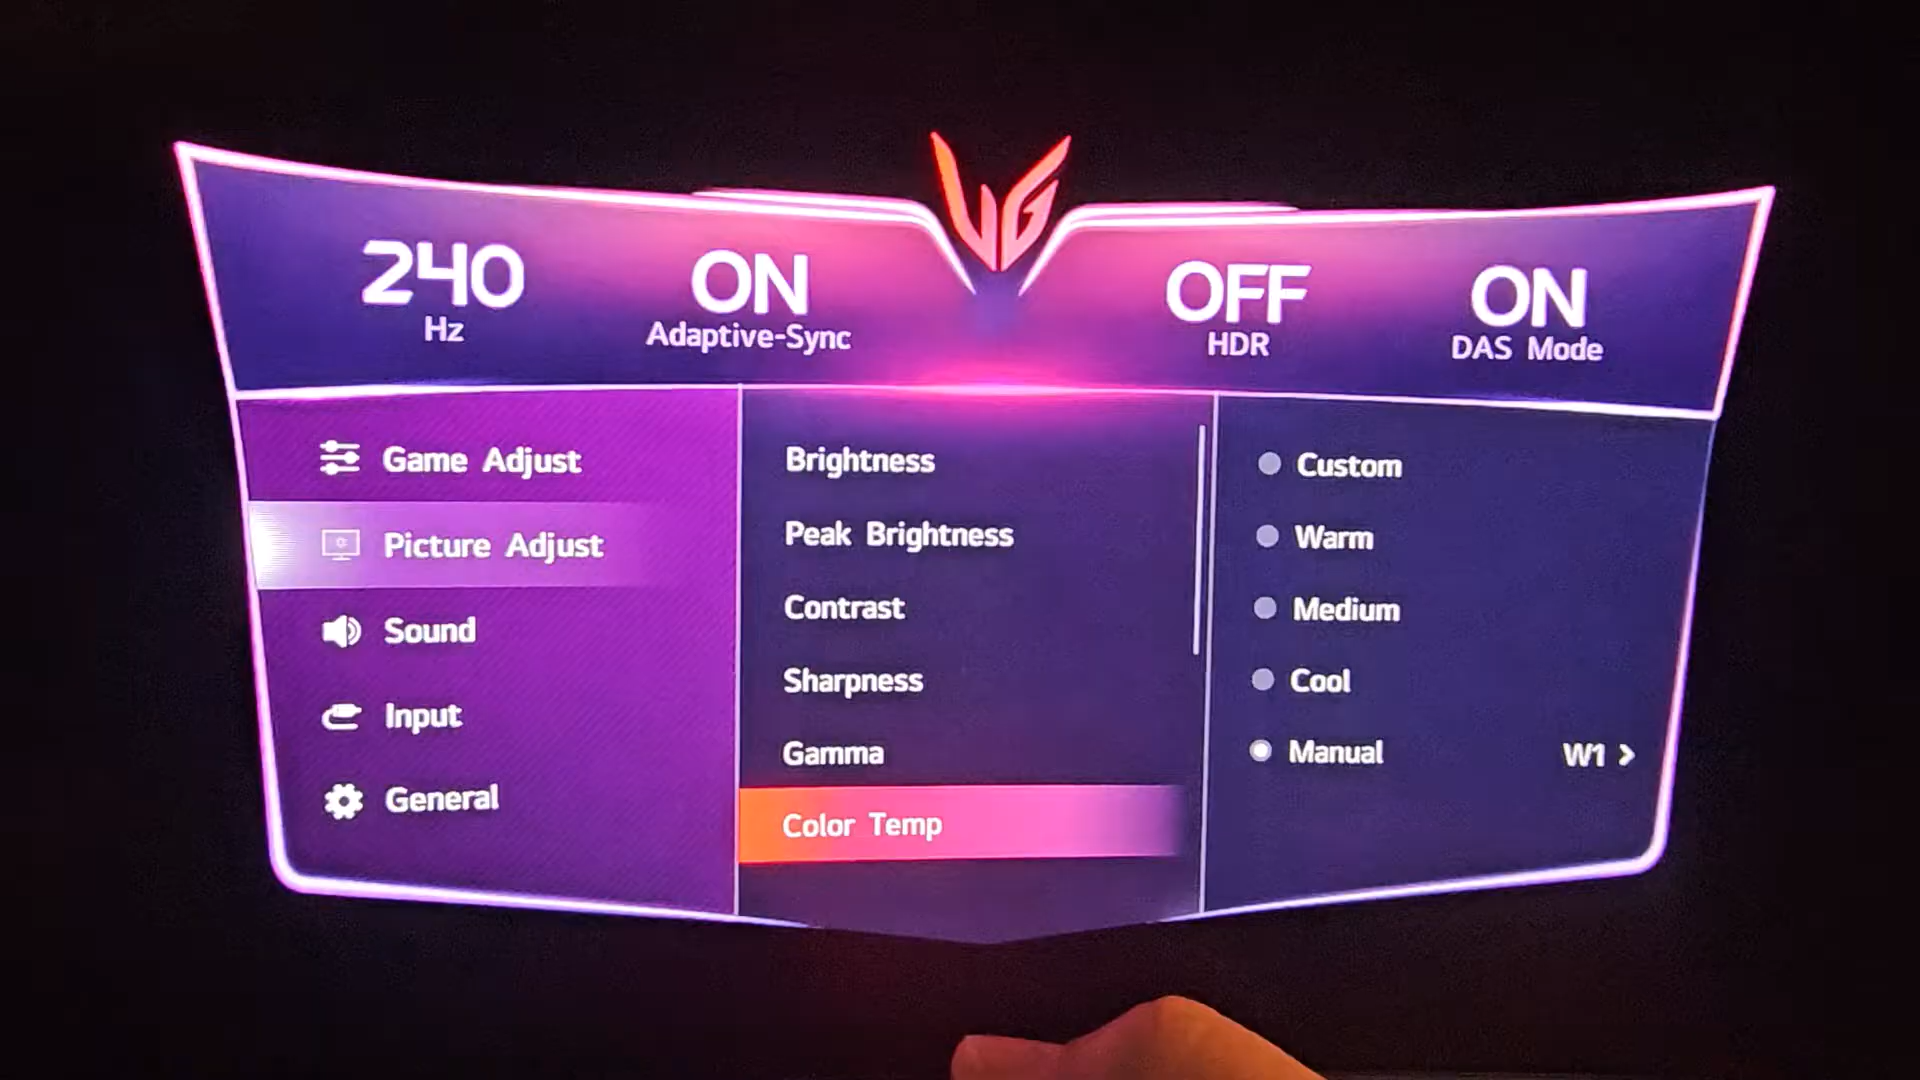 UG
240
Hz
ON
Adaptive-Sync
OFF
HDR
ON
DAS Mode
Game Adjust
Picture Adjust
Sound
Input
General
Brightness
Peak Brightness
Contrast
Sharpness
Gamma
Color Temp
Custom
Warm
Medium
Cool
Manual W1 >